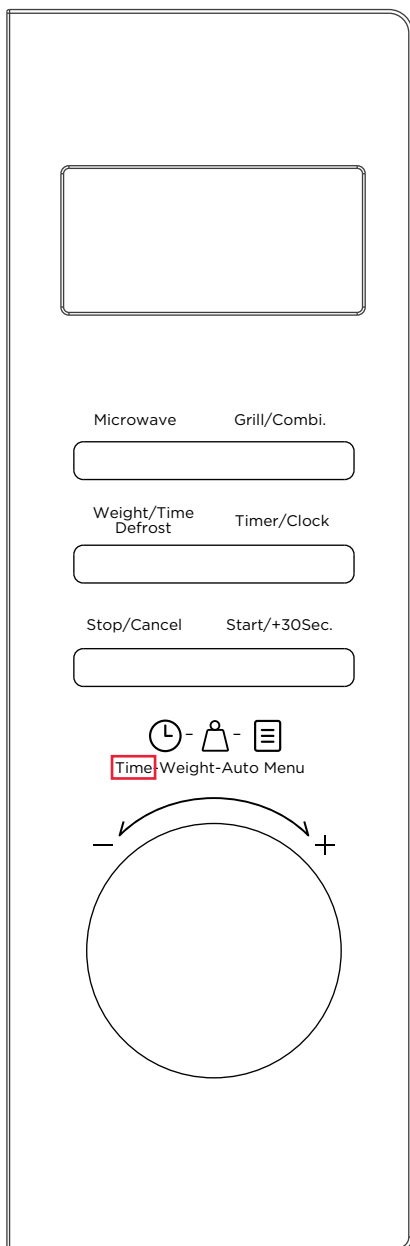 Microwave Grill/Combi.
Weight/Time
Defrost
Timer/Clock
Stop/Cancel Start/+30Sec.
Time-Weight-Auto Menu
- +